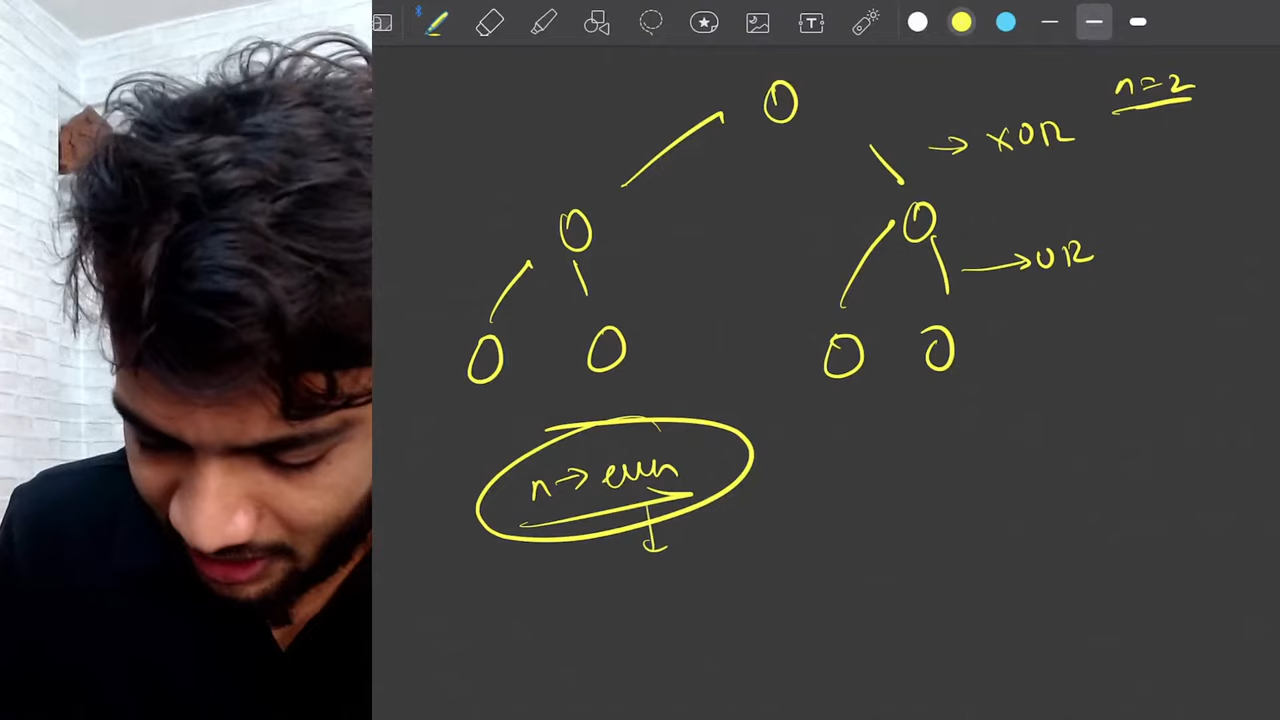 n=2
→ XOR
→ OR
n → even